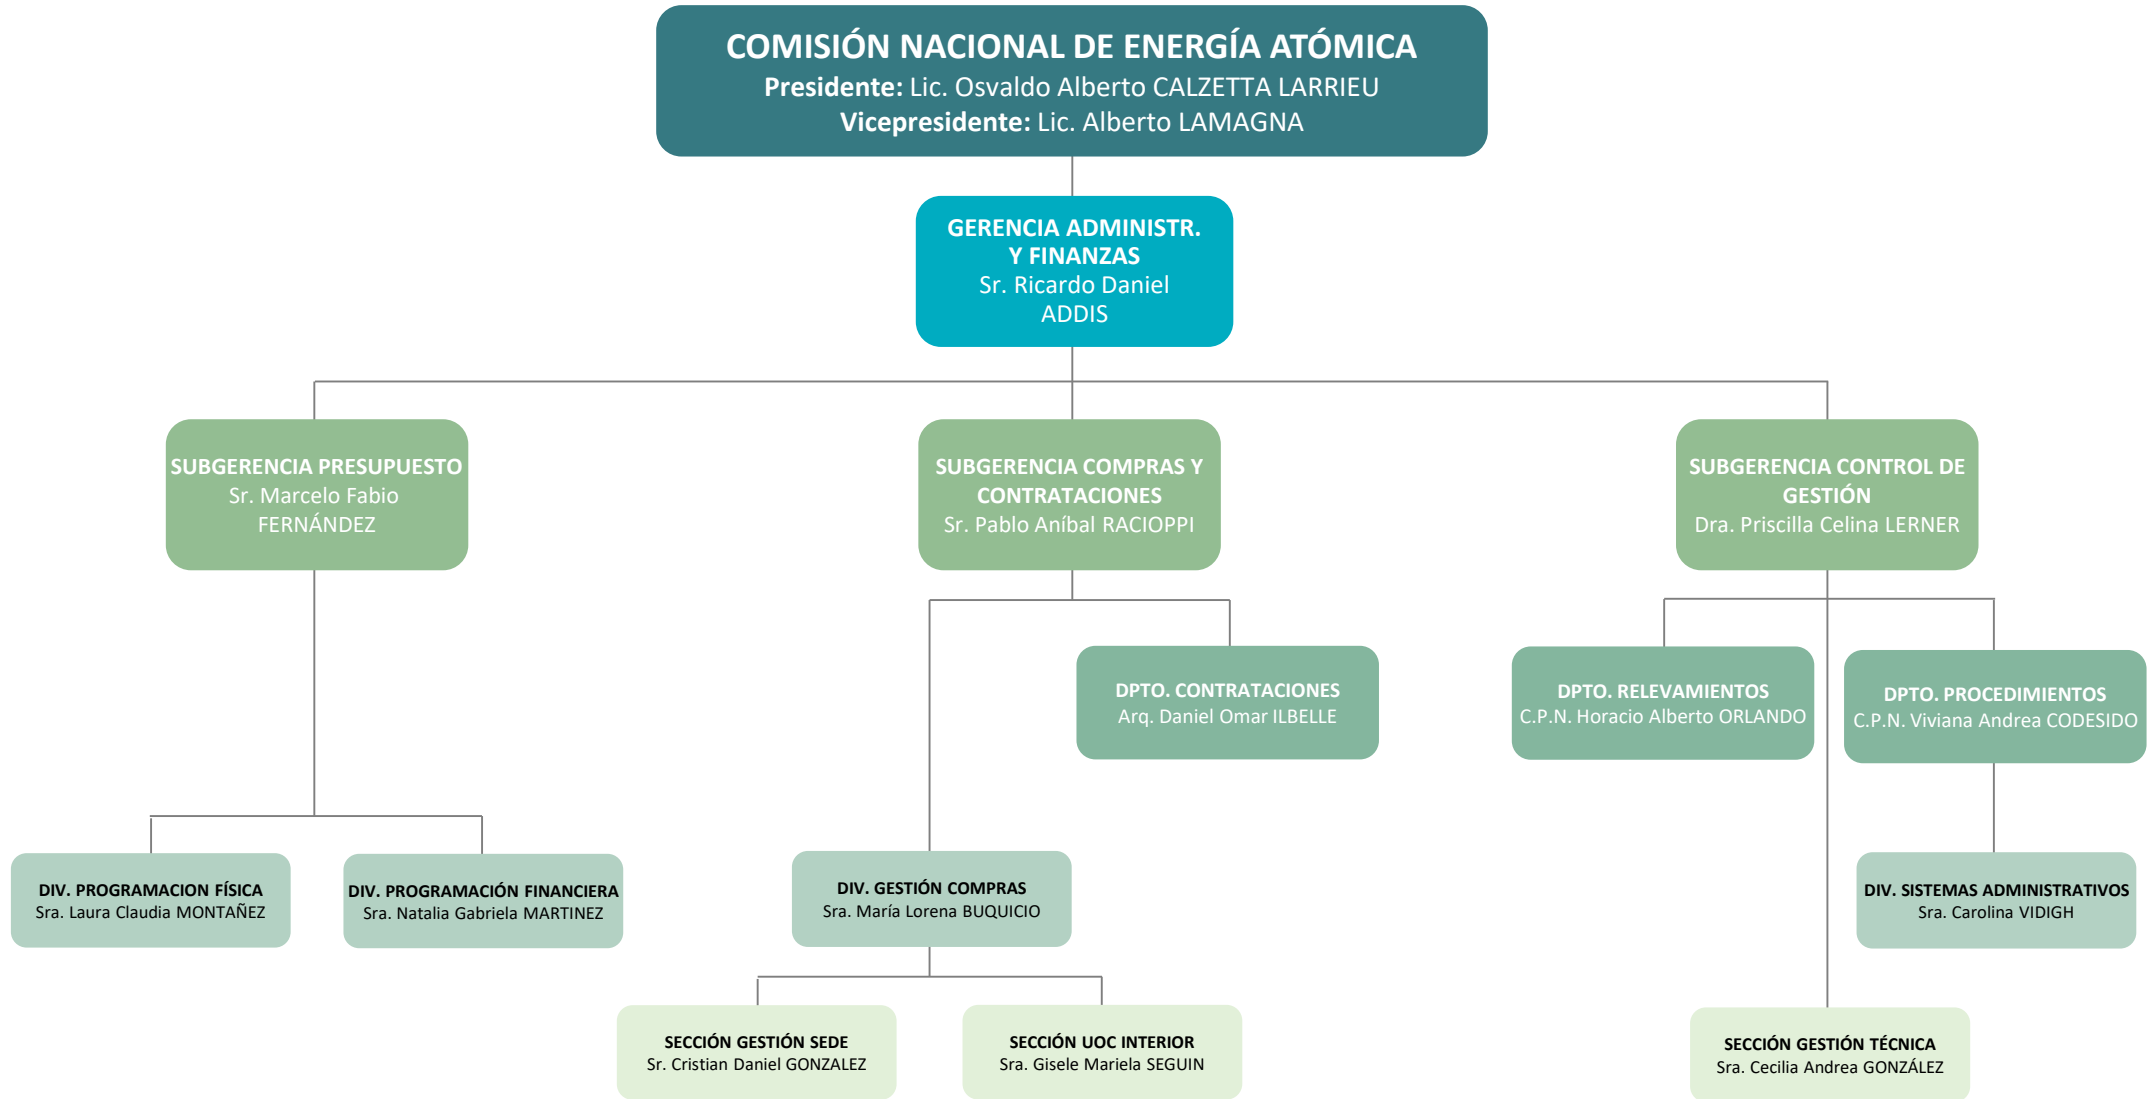 COMISIÓN NACIONAL DE ENERGÍA ATÓMICA
Presidente: Lic. Osvaldo Alberto CALZETTA LARRIEU
Vicepresidente: Lic. Alberto LAMAGNA
GERENCIA ADMINISTR.
Y FINANZAS
Sr. Ricardo Daniel
ADDIS
SUBGERENCIA PRESUPUESTO
Sr. Marcelo Fabio
FERNÁNDEZ
SUBGERENCIA COMPRAS Y
CONTRATACIONES
Sr. Pablo Aníbal RACIOPPI
SUBGERENCIA CONTROL DE
GESTIÓN
Dra. Priscilla Celina LERNER
DPTO. CONTRATACIONES
Arq. Daniel Omar ILBELLE
DPTO. RELEVAMIENTOS
C.P.N. Horacio Alberto ORLANDO
DPTO. PROCEDIMIENTOS
C.P.N. Viviana Andrea CODESIDO
DIV. PROGRAMACION FÍSICA
Sra. Laura Claudia MONTAÑEZ
DIV. PROGRAMACIÓN FINANCIERA
Sra. Natalia Gabriela MARTINEZ
DIV. GESTIÓN COMPRAS
Sra. María Lorena BUQUICIO
DIV. SISTEMAS ADMINISTRATIVOS
Sra. Carolina VIDIGH
SECCIÓN GESTIÓN SEDE
Sr. Cristian Daniel GONZALEZ
SECCIÓN UOC INTERIOR
Sra. Gisele Mariela SEGUIN
SECCIÓN GESTIÓN TÉCNICA
Sra. Cecilia Andrea GONZÁLEZ